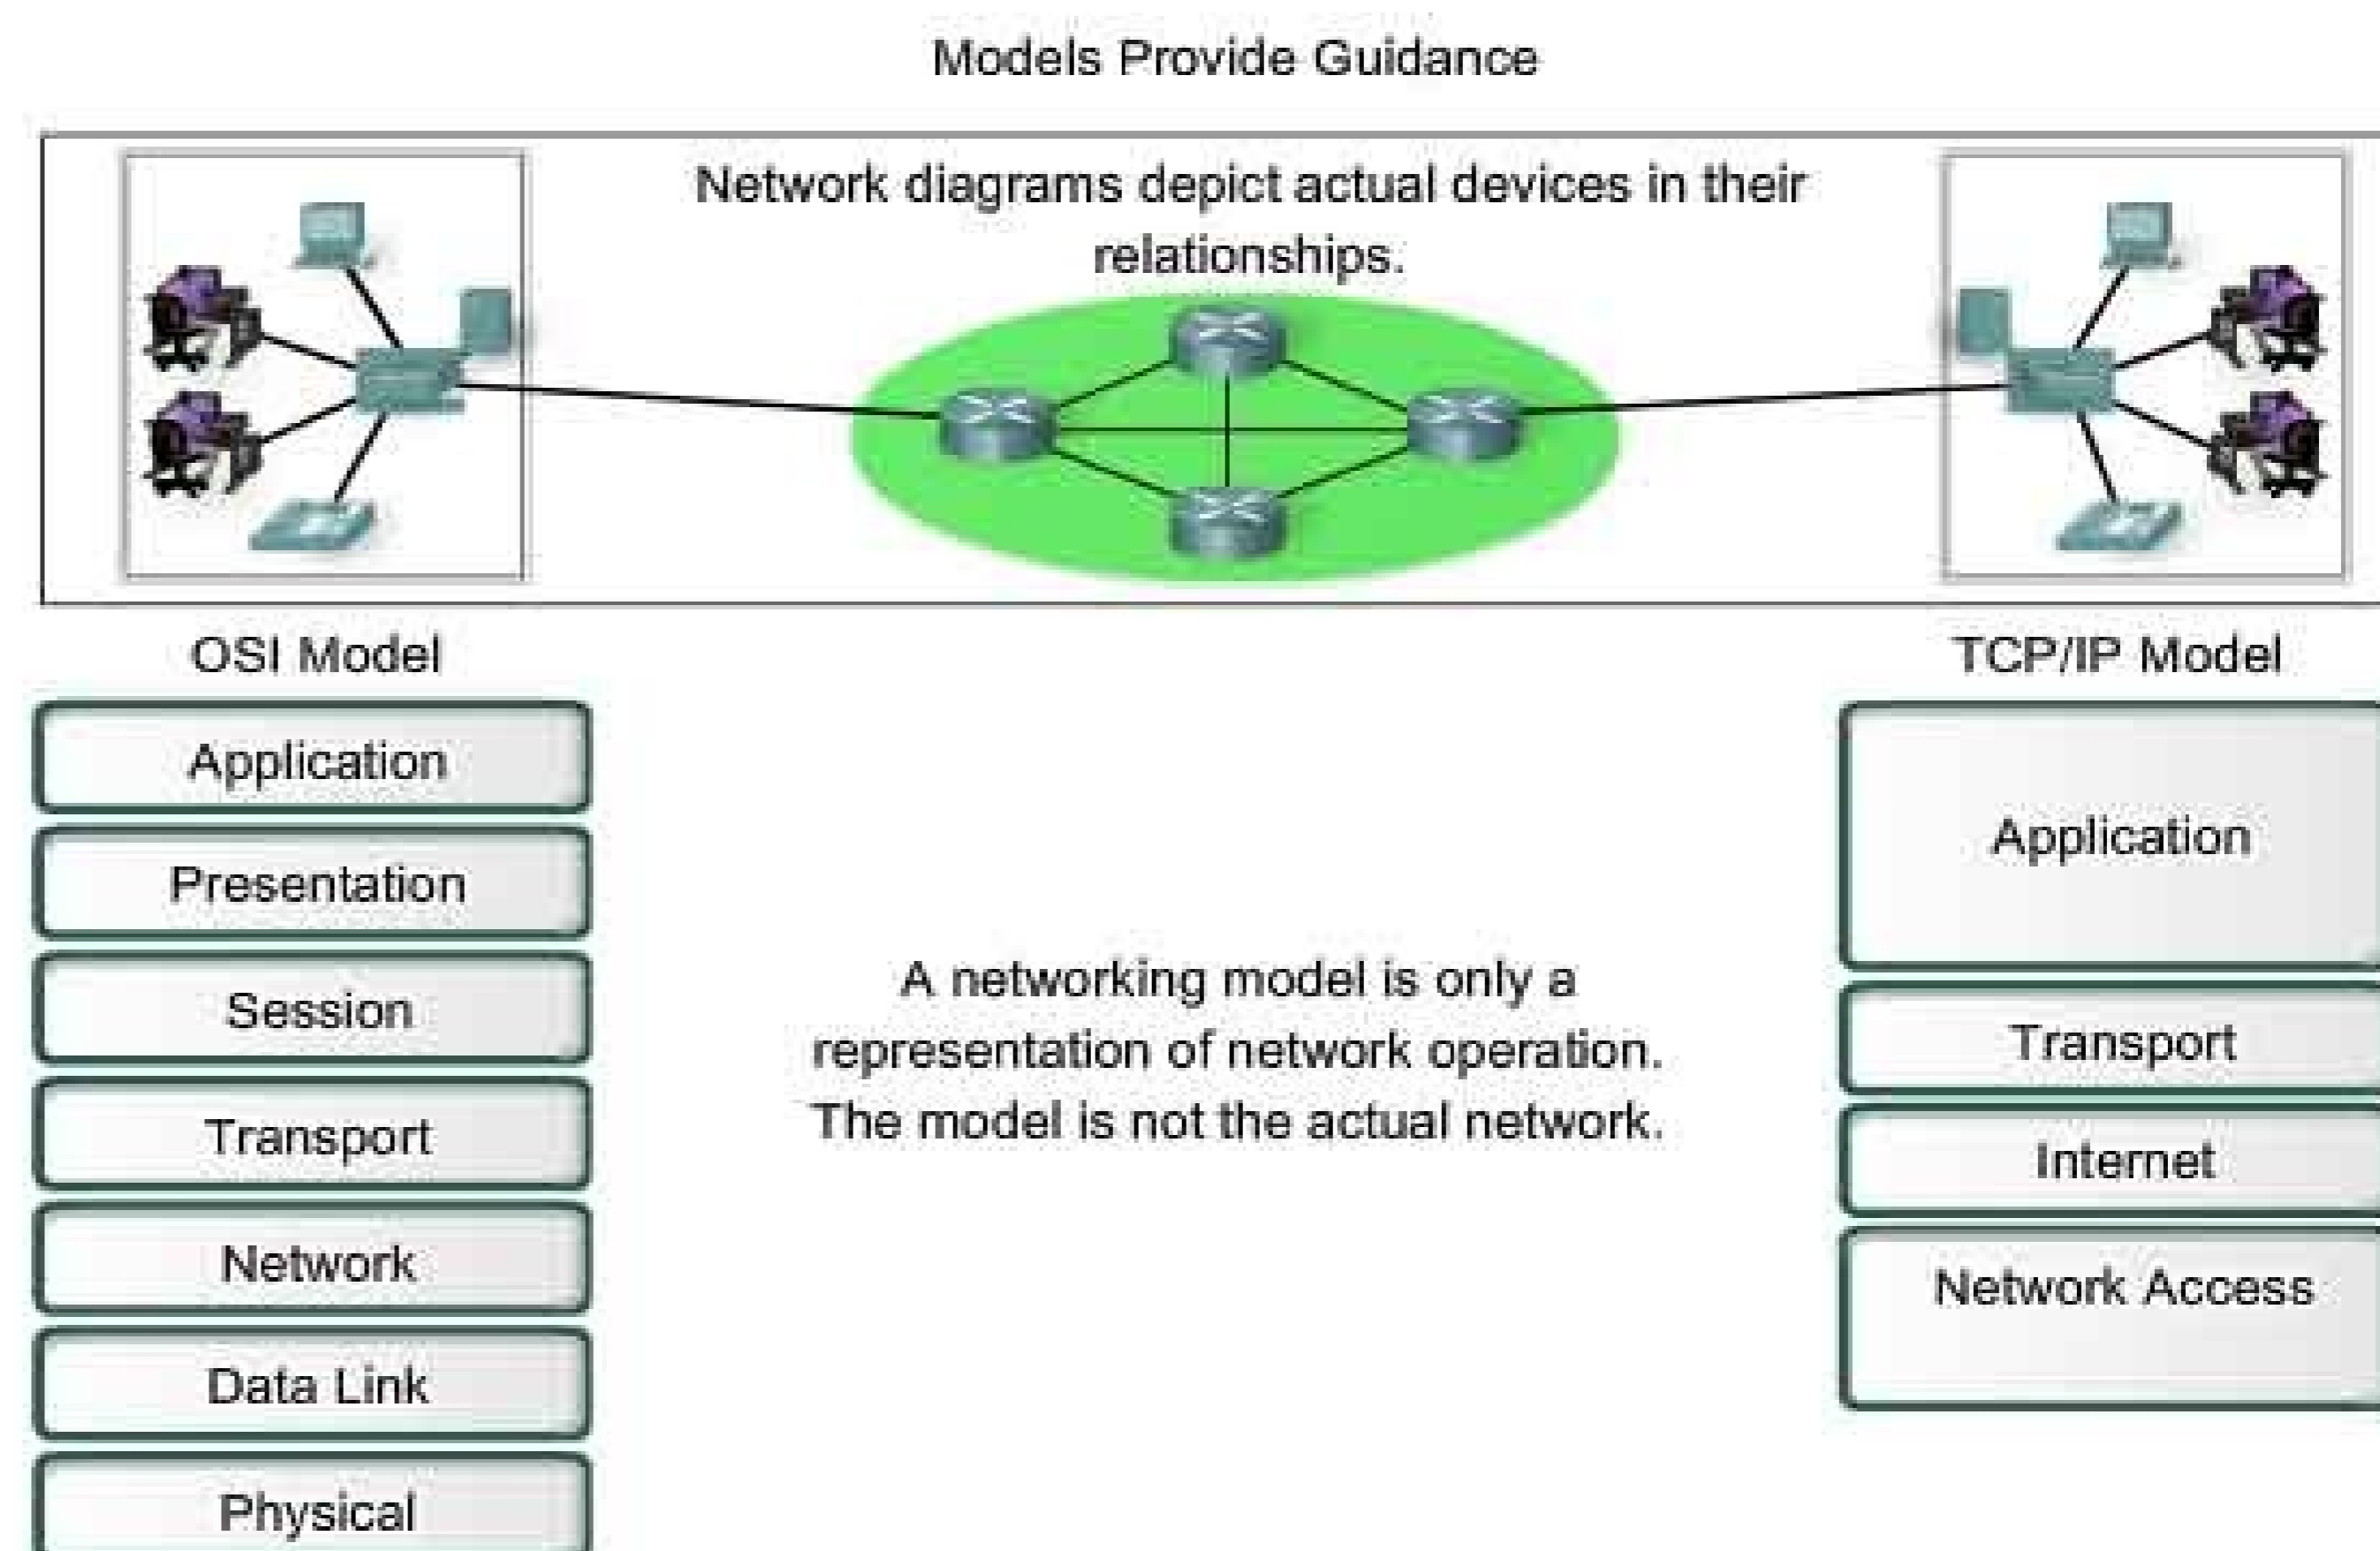 Models Provide Guidance
Network diagrams depict actual devices in their
relationships.
OSI Model
Application
Presentation
Session
Transport
Network
Data Link
Physical
A networking model is only a
representation of network operation.
The model is not the actual network.
TCP/IP Model
Application
Transport
Internet
Network Access